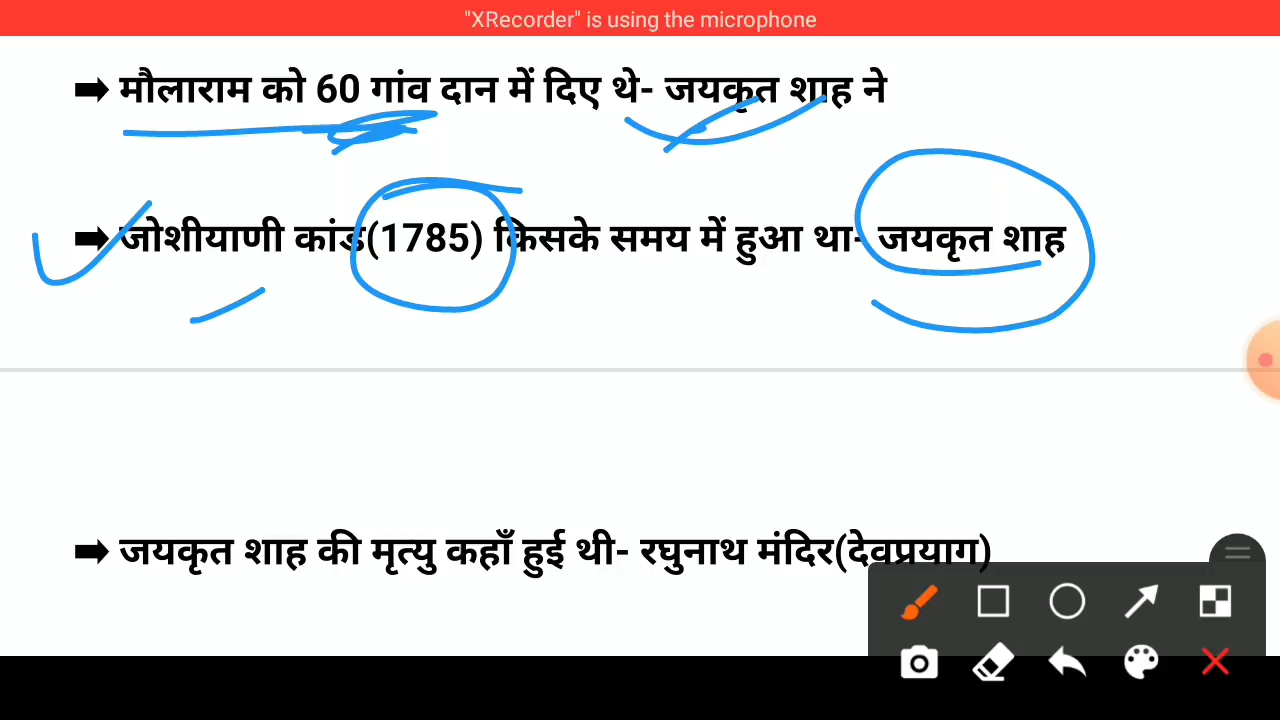 "XRecorder" is using the microphone
➡ मौलाराम को 60 गांव दान में दिए थे- जयकृत शाह ने
➡ जोशीयाणी कांड(1785) किसके समय में हुआ था- जयकृत शाह
➡ जयकृत शाह की मृत्यु कहाँ हुई थी- रघुनाथ मंदिर(देवप्रयाग)